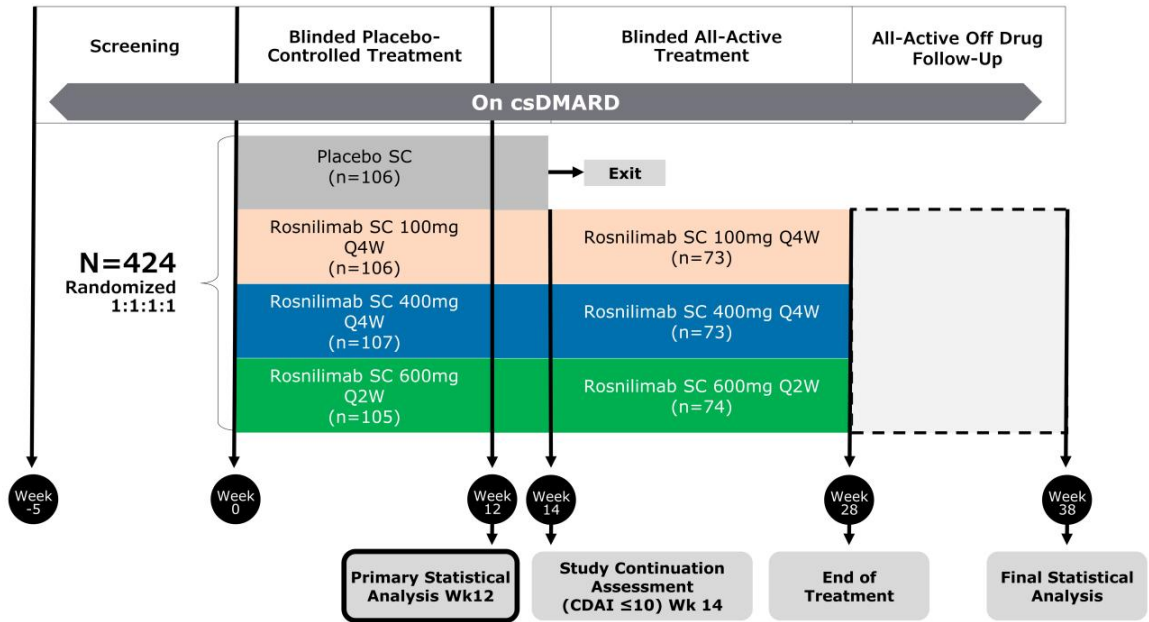 Screening
Blinded Placebo-
Controlled Treatment
Blinded All-Active
Treatment
All-Active Off Drug
Follow-Up
On csDMARD
N=424
Randomized
1:1:1:1
Placebo SC
(n=106)
Exit
Rosnilimab SC 100mg
Q4W
(n=106)
Rosnilimab SC 100mg Q4W
(n=73)
Rosnilimab SC 400mg
Q4W
(n=107)
Rosnilimab SC 400mg Q4W
(n=73)
Rosnilimab SC 600mg
Q2W
(n=105)
Rosnilimab SC 600mg Q2W
(n=74)
Week
-5
Week
0
Week
12
Week
14
Week
28
Week
38
Primary Statistical
Analysis Wk12
Study Continuation
Assessment
(CDAI ≤10) Wk 14
End of
Treatment
Final Statistical
Analysis